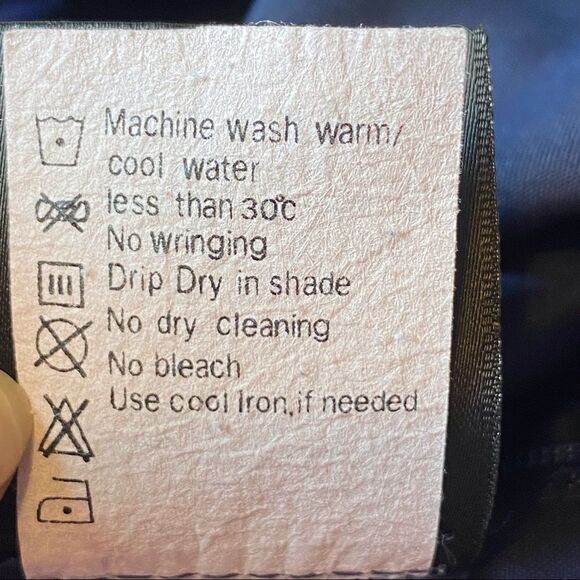 Machine wash warm/
cool water
less than 30°c
No wringing
Drip Dry in shade
No dry cleaning
No bleach
Use cool Iron,if needed